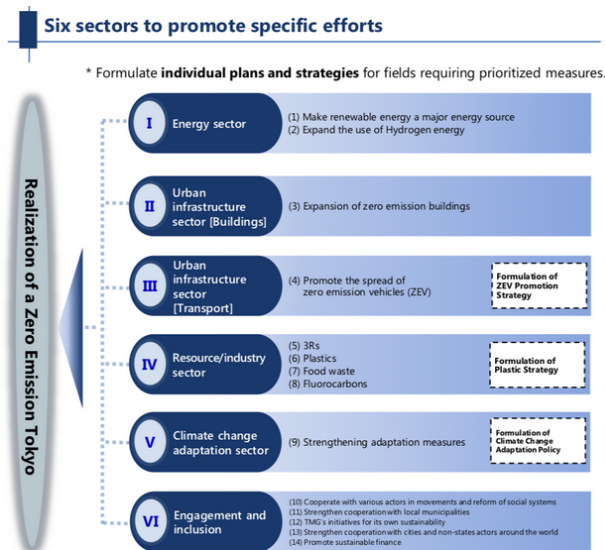 Six sectors to promote specific efforts
* Formulate individual plans and strategies for fields requiring prioritized measures.
Realization of a Zero Emission Tokyo
I
Energy sector
(1) Make renewable energy a major energy source
(2) Expand the use of Hydrogen energy
II
Urban
infrastructure
sector [Buildings]
(3) Expansion of zero emission buildings
III
Urban
infrastructure
sector
[Transport]
(4) Promote the spread of
zero emission vehicles (ZEV)
Formulation of
ZEV Promotion
Strategy
IV
Resource/industry
sector
(5) 3Rs
(6) Plastics
(7) Food waste
(8) Fluorocarbons
Formulation of
Plastic Strategy
V
Climate change
adaptation sector
(9) Strengthening adaptation measures
Formulation of
Climate Change
Adaptation Policy
VI
Engagement and
inclusion
(10) Cooperate with various actors in movements and reform of social systems
(11) Strengthen cooperation with local municipalities
(12) TMG's initiatives for its own sustainability
(13) Strengthen cooperation with cities and non-states actors around the world
(14) Promote sustainable finance